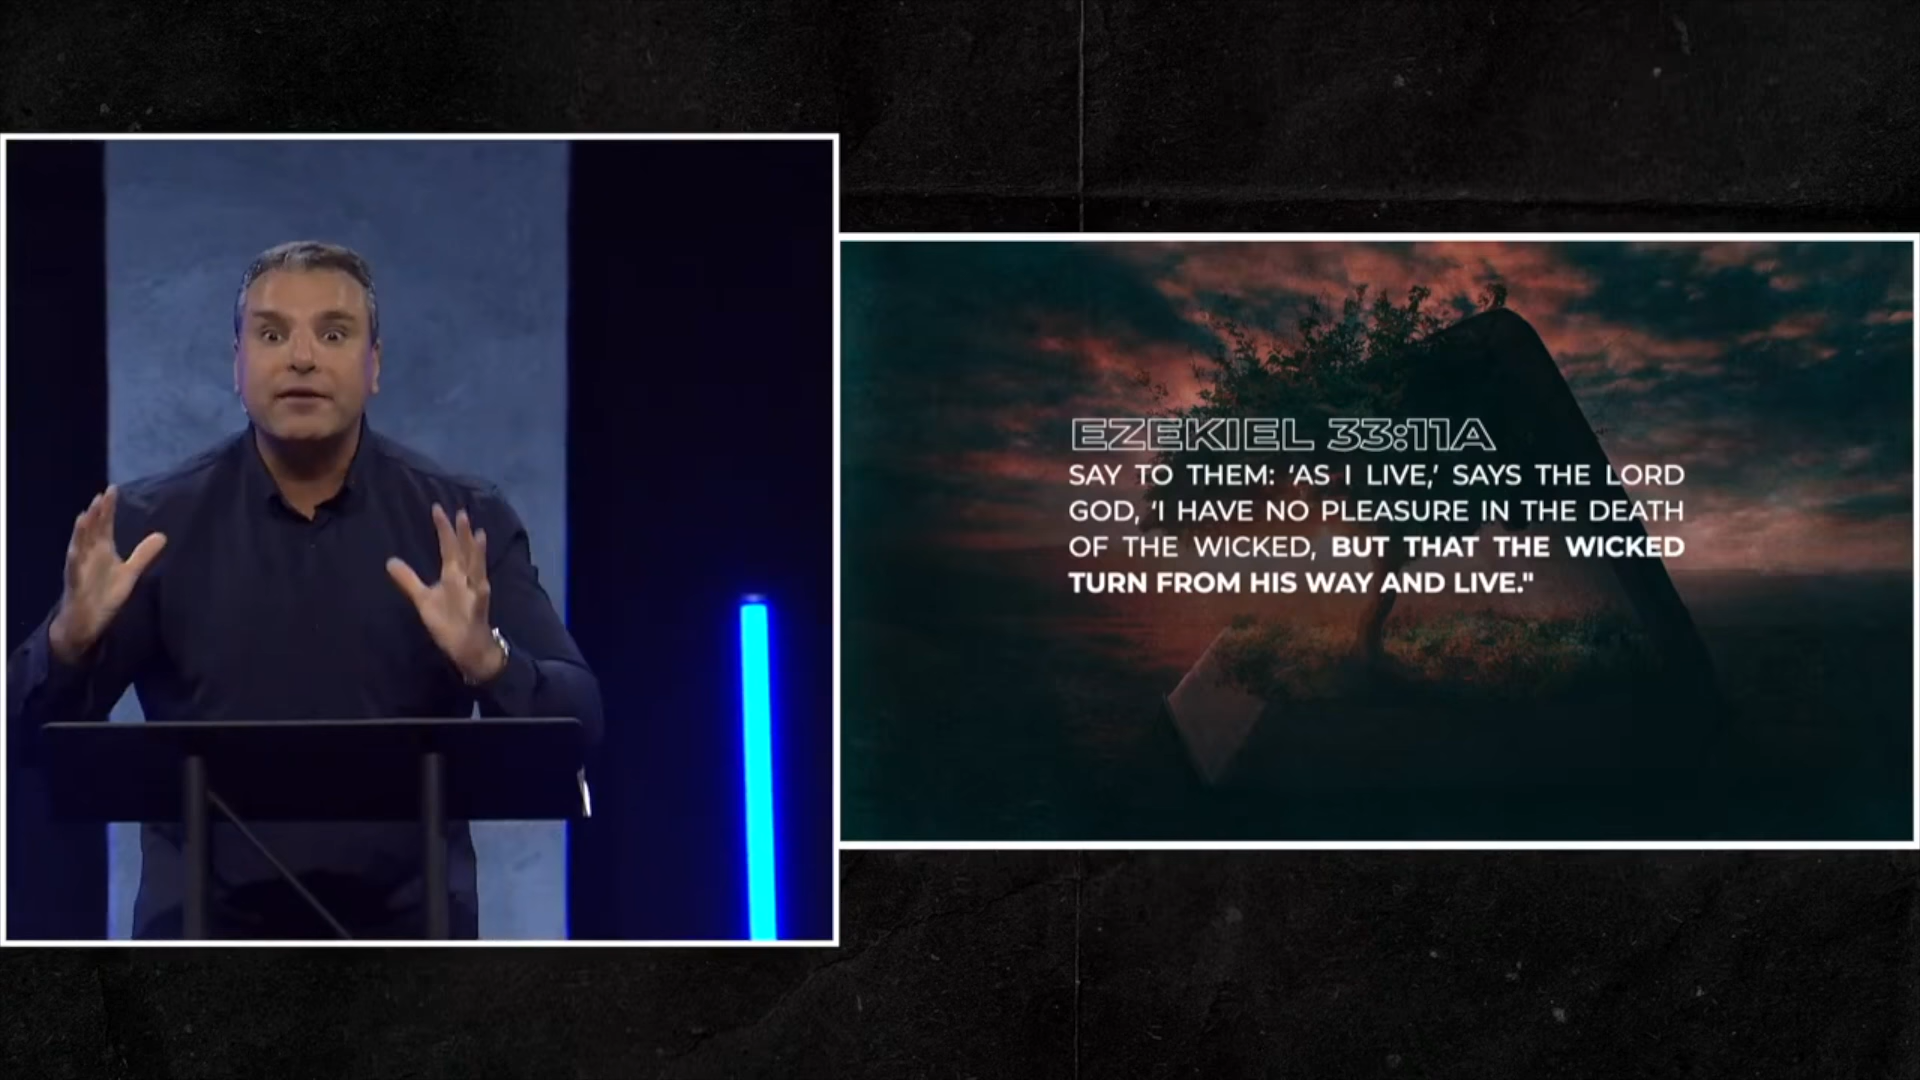 EZEKIEL 33:11A
SAY TO THEM: ‘AS I LIVE,’ SAYS THE LORD
GOD, ‘I HAVE NO PLEASURE IN THE DEATH
OF THE WICKED, BUT THAT THE WICKED
TURN FROM HIS WAY AND LIVE."